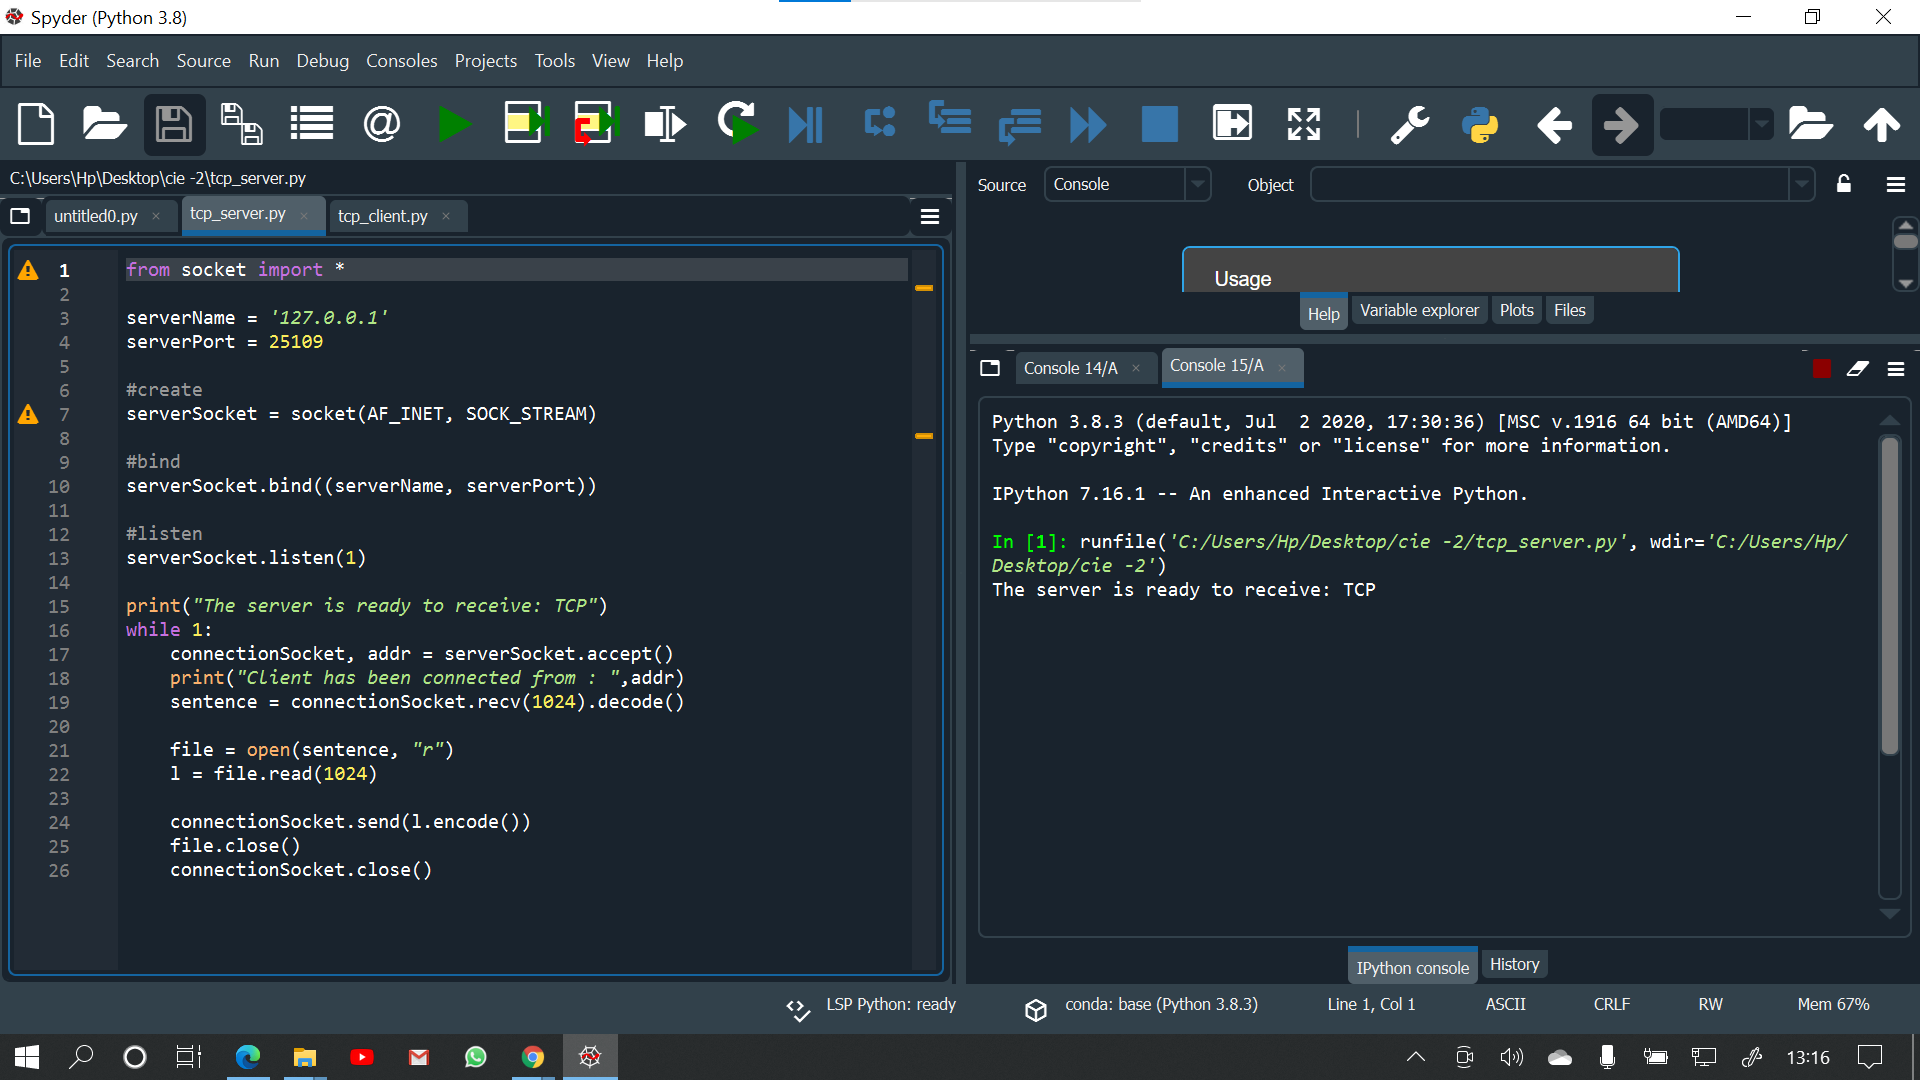 Spyder (Python 3.8)
File Edit Search Source Run Debug Consoles Projects Tools View Help
C:\Users\Hp\Desktop\cie -2\tcp_server.py
untitled0.py tcp_server.py tcp_client.py
1 from socket import *
2
3 serverName = '127.0.0.1'
4 serverPort = 25109
5
6 #create
7 serverSocket = socket(AF_INET, SOCK_STREAM)
8
9 #bind
10 serverSocket.bind((serverName, serverPort))
11
12 #listen
13 serverSocket.listen(1)
14
15 print("The server is ready to receive: TCP")
16 while 1:
17     connectionSocket, addr = serverSocket.accept()
18     print("Client has been connected from : ",addr)
19     sentence = connectionSocket.recv(1024).decode()
20
21     file = open(sentence, "r")
22     l = file.read(1024)
23
24     connectionSocket.send(l.encode())
25     file.close()
26     connectionSocket.close()
Source Console Object
Usage
Help Variable explorer Plots Files
Console 14/A Console 15/A
Python 3.8.3 (default, Jul  2 2020, 17:30:36) [MSC v.1916 64 bit (AMD64)]
Type "copyright", "credits" or "license" for more information.
IPython 7.16.1 -- An enhanced Interactive Python.
In [1]: runfile('C:/Users/Hp/Desktop/cie -2/tcp_server.py', wdir='C:/Users/Hp/
Desktop/cie -2')
The server is ready to receive: TCP
IPython console History
LSP Python: ready conda: base (Python 3.8.3) Line 1, Col 1 ASCII CRLF RW Mem 67%
13:16